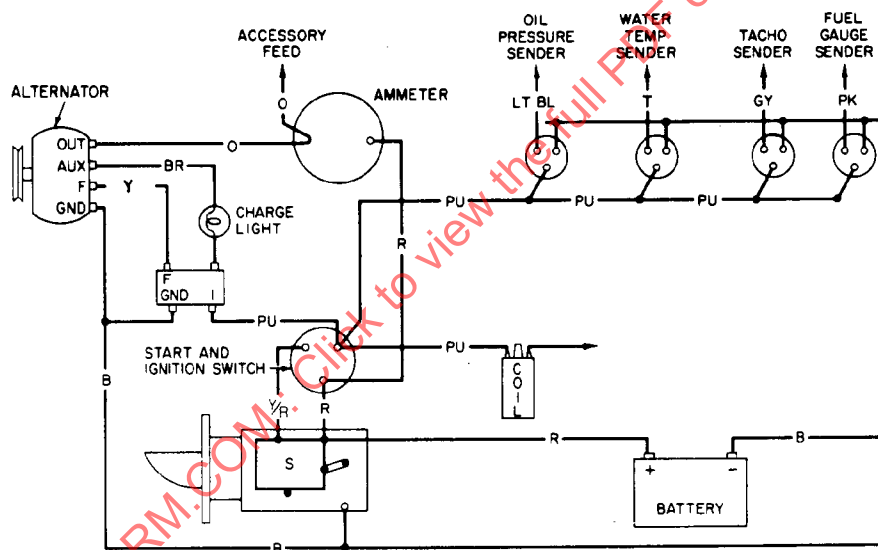 OIL
PRESSURE
SENDER
WATER
TEMP
SENDER
TACHO
SENDER
FUEL
GAUGE
SENDER
ACCESSORY
FEED
ALTERNATOR
AMMETER
O
LT BL
T
GY
PK
OUT
AUX
F
GND
O
BR
Y
CHARGE
LIGHT
PU
PU
PU
R
F
GND I
PU
START AND
IGNITION SWITCH
PU
COIL
B
Y/R
R
S
R
B
+ -
BATTERY
B
RM.COM: Click to view the full PDF